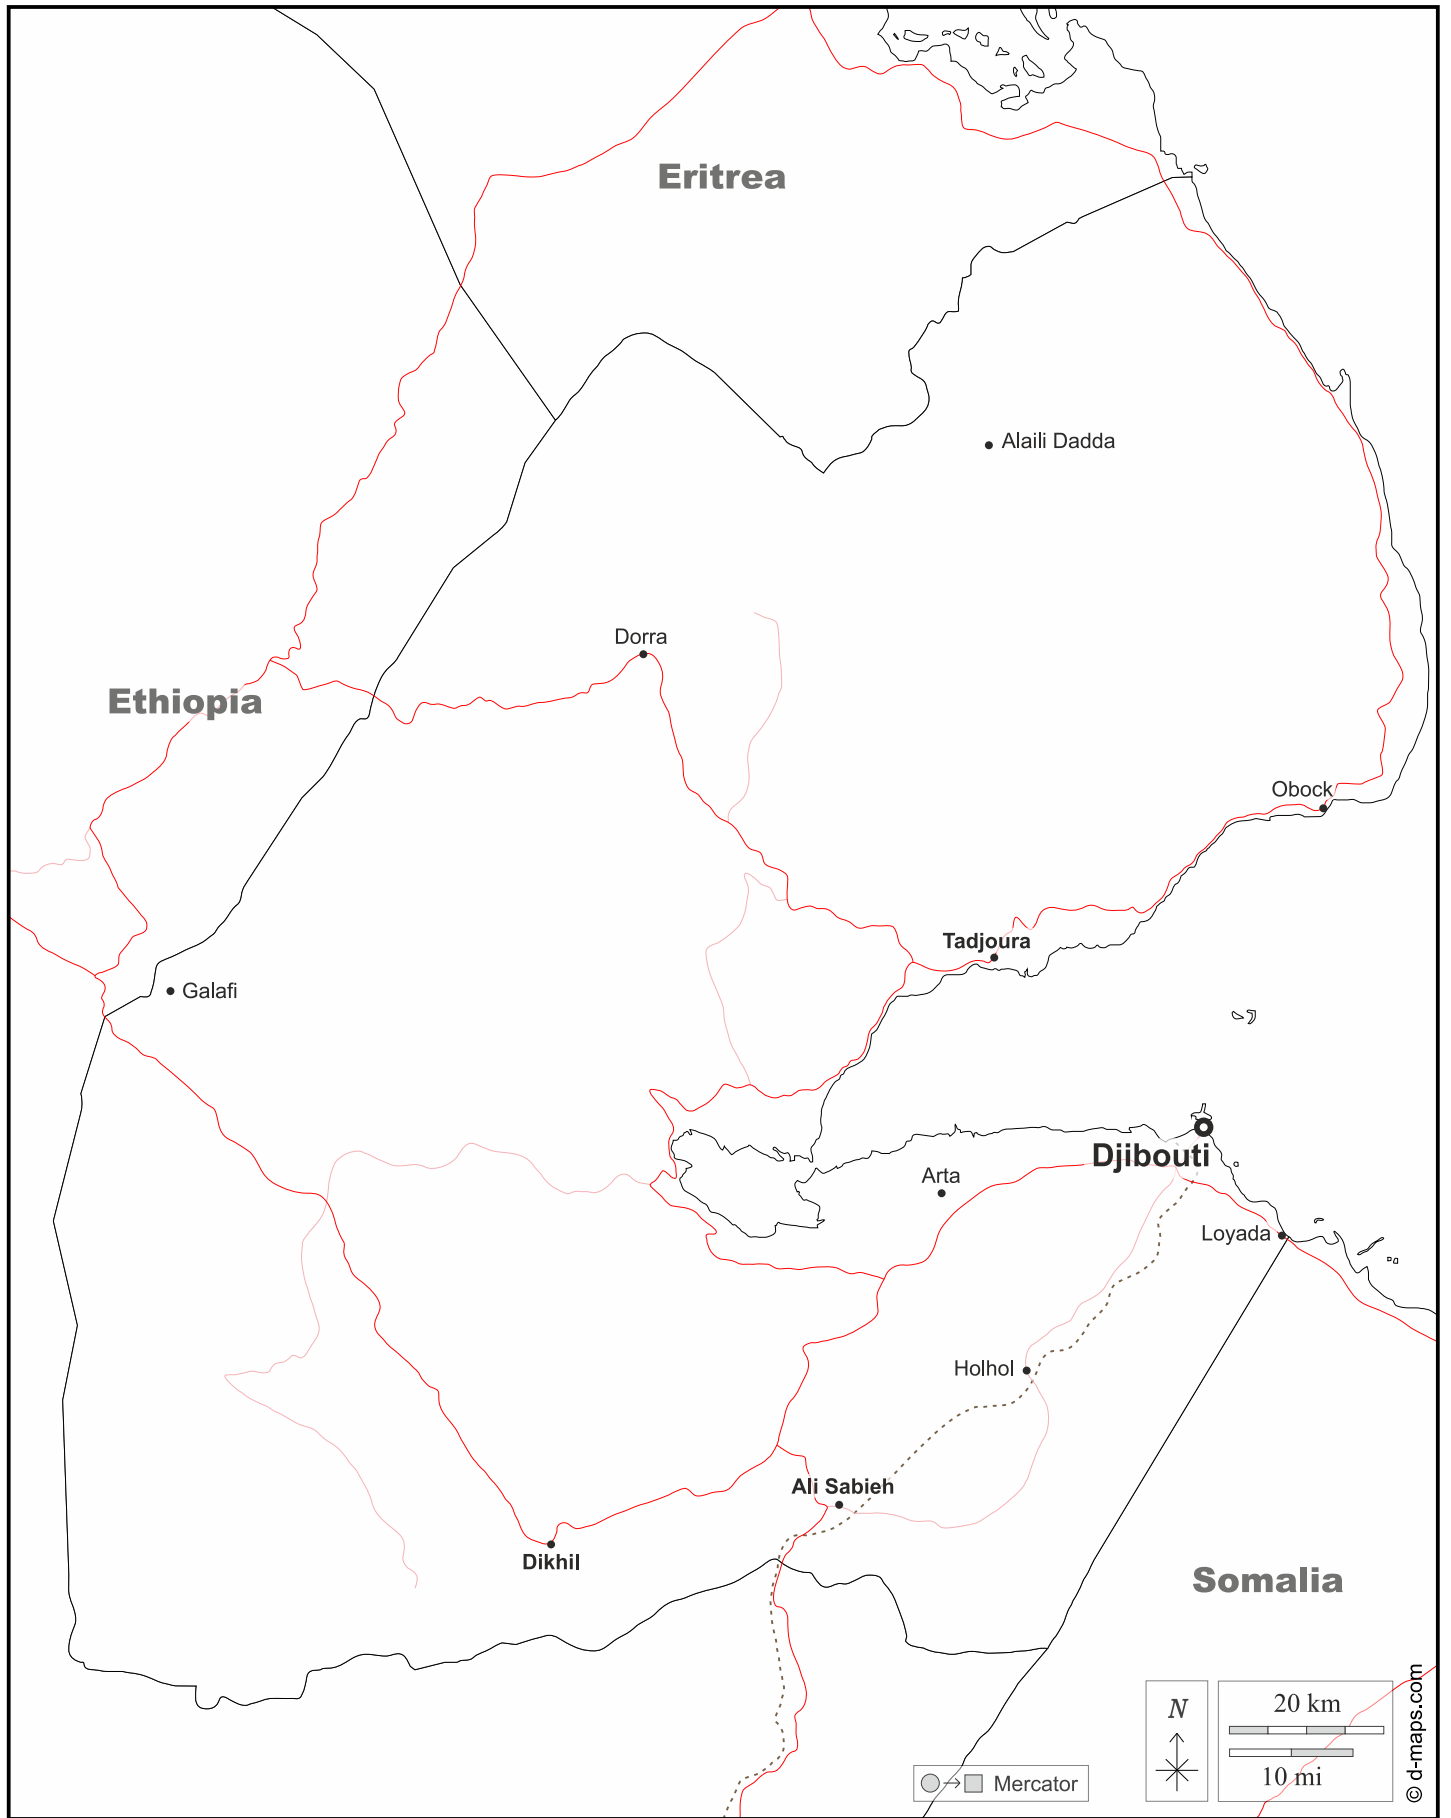 Eritrea
Alaili Dadda
Dorra
Ethiopia
Obock
Tadjoura
Galafi
Djibouti
Arta
Loyada
Holhol
Ali Sabieh
Dikhil
Somalia
N
20 km
10 mi
Mercator
© d-maps.com